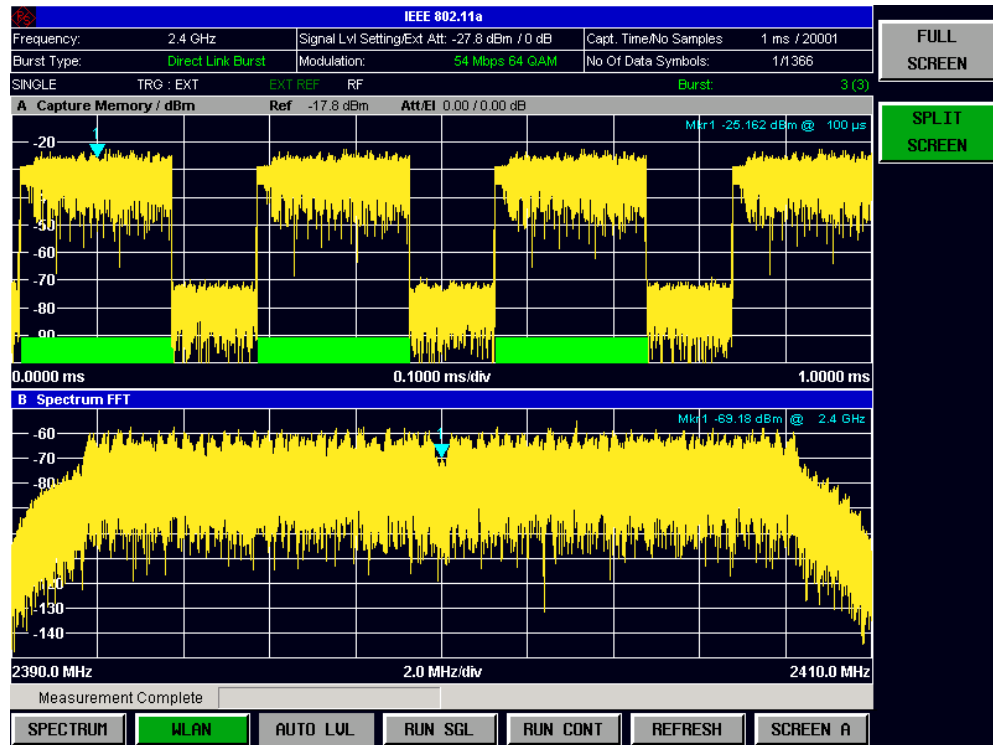 IEEE 802.11a
Frequency: 2.4 GHz Signal Lvl Setting/Ext Att: -27.8 dBm / 0 dB Capt. Time/No Samples 1 ms / 20001
Burst Type: Direct Link Burst Modulation: 54 Mbps 64 QAM No Of Data Symbols: 1/1366
SINGLE TRG : EXT EXT REF RF Burst: 3 (3)
A Capture Memory / dBm Ref -17.8 dBm Att/El 0.00 / 0.00 dB
Mkr1 -25.162 dBm @ 100 µs
1
-20
-50
-60
-70
-80
-90
0.0000 ms 0.1000 ms/div 1.0000 ms
B Spectrum FFT
Mkr1 -69.18 dBm @ 2.4 GHz
1
-60
-70
-80
-130
-140
2390.0 MHz 2.0 MHz/div 2410.0 MHz
Measurement Complete
SPECTRUM WLAN AUTO LVL RUN SGL RUN CONT REFRESH SCREEN A
FULL
SCREEN
SPLIT
SCREEN